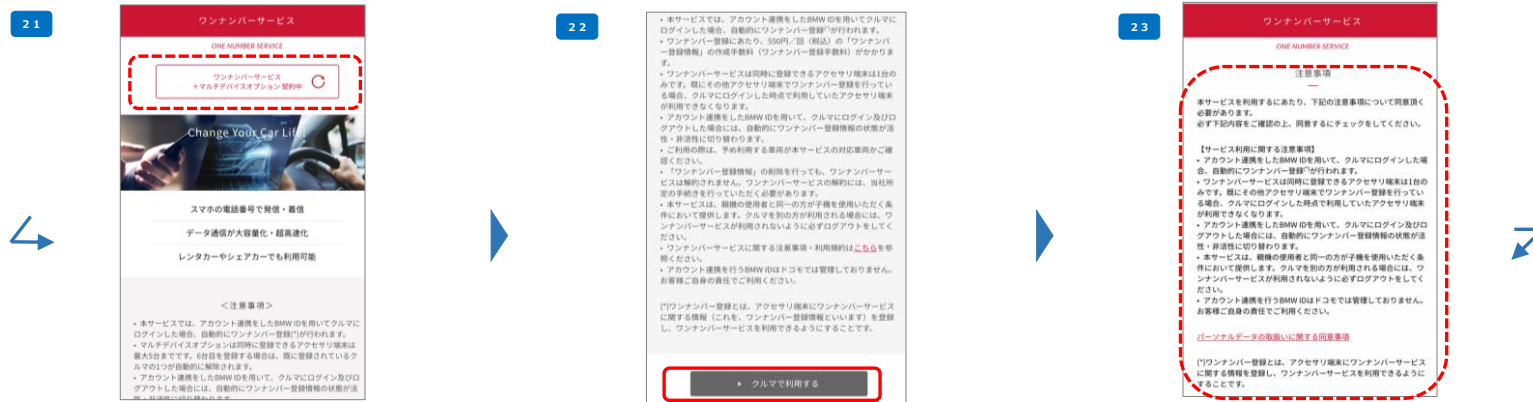 21
ワンナンバーサービス
ONE NUMBER SERVICE
ワンナンバーサービス
+マルチデバイスオプション 契約中
Change Your Car Life!
スマホの電話番号で発信・着信
データ通信が大容量化・超高速化
レンタカーやシェアカーでも利用可能
＜注意事項＞
• 本サービスでは、アカウント連携をしたBMW IDを用いてクルマに
ログインした場合、自動的にワンナンバー登録(*)が行われます。
• マルチデバイスオプションは同時に登録できるアクセサリ端末は
最大5台までです。6台目を登録する場合は、既に登録されているク
ルマの1つが自動的に解除されます。
• アカウント連携をしたBMW IDを用いて、クルマにログイン及びロ
グアウトした場合には、自動的にワンナンバー登録情報の状態が活
性・非活性に切り替わります。
22
• 本サービスでは、アカウント連携をしたBMW IDを用いてクルマに
ログインした場合、自動的にワンナンバー登録(*)が行われます。
• ワンナンバー登録にあたり、550円／回（税込）の「ワンナンバ
ー登録情報」の作成手数料（ワンナンバー登録手数料）がかかりま
す。
• ワンナンバーサービスは同時に登録できるアクセサリ端末は1台の
みです。既にその他アクセサリ端末でワンナンバー登録を行ってい
る場合、クルマにログインした時点で利用していたアクセサリ端末
が利用できなくなります。
• アカウント連携をしたBMW IDを用いて、クルマにログイン及びロ
グアウトした場合には、自動的にワンナンバー登録情報の状態が活
性・非活性に切り替わります。
• ご利用の際は、予め利用する車両が本サービスの対応車両かご確
認ください。
• 「ワンナンバー登録情報」の削除を行っても、ワンナンバーサー
ビスは解約されません。ワンナンバーサービスの解約には、当社所
定の手続きを行っていただく必要があります。
• 本サービスは、親機の使用者と同一の方が子機を使用いただく条
件において提供します。クルマを別の方が利用される場合には、ワ
ンナンバーサービスが利用されないように必ずログアウトをしてく
ださい。
• ワンナンバーサービスに関する注意事項・利用規約はこちらを参
照ください。
• アカウント連携を行うBMW IDはドコモでは管理しておりません。
お客様ご自身の責任でご利用ください。
(*)ワンナンバー登録とは、アクセサリ端末にワンナンバーサービス
に関する情報（これを、ワンナンバー登録情報といいます）を登録
し、ワンナンバーサービスを利用できるようにすることです。
クルマで利用する
23
ワンナンバーサービス
ONE NUMBER SERVICE
注意事項
本サービスを利用するにあたり、下記の注意事項について同意頂く
必要があります。
必ず下記内容をご確認の上、同意するにチェックをしてください。
【サービス利用に関する注意事項】
• アカウント連携をしたBMW IDを用いて、クルマにログインした場
合、自動的にワンナンバー登録(*)が行われます。
• ワンナンバーサービスは同時に登録できるアクセサリ端末は1台の
みです。既にその他アクセサリ端末でワンナンバー登録を行ってい
る場合、クルマにログインした時点で利用していたアクセサリ端末
が利用できなくなります。
• アカウント連携をしたBMW IDを用いて、クルマにログイン及びロ
グアウトした場合には、自動的にワンナンバー登録情報の状態が活
性・非活性に切り替わります。
• 本サービスは、親機の使用者と同一の方が子機を使用いただく条
件において提供します。クルマを別の方が利用される場合には、ワ
ンナンバーサービスが利用されないように必ずログアウトをしてく
ださい。
• アカウント連携を行うBMW IDはドコモでは管理しておりません。
お客様ご自身の責任でご利用ください。
パーソナルデータの取扱いに関する同意事項
(*)ワンナンバー登録とは、アクセサリ端末にワンナンバーサービス
に関する情報を登録し、ワンナンバーサービスを利用できるように
することです。